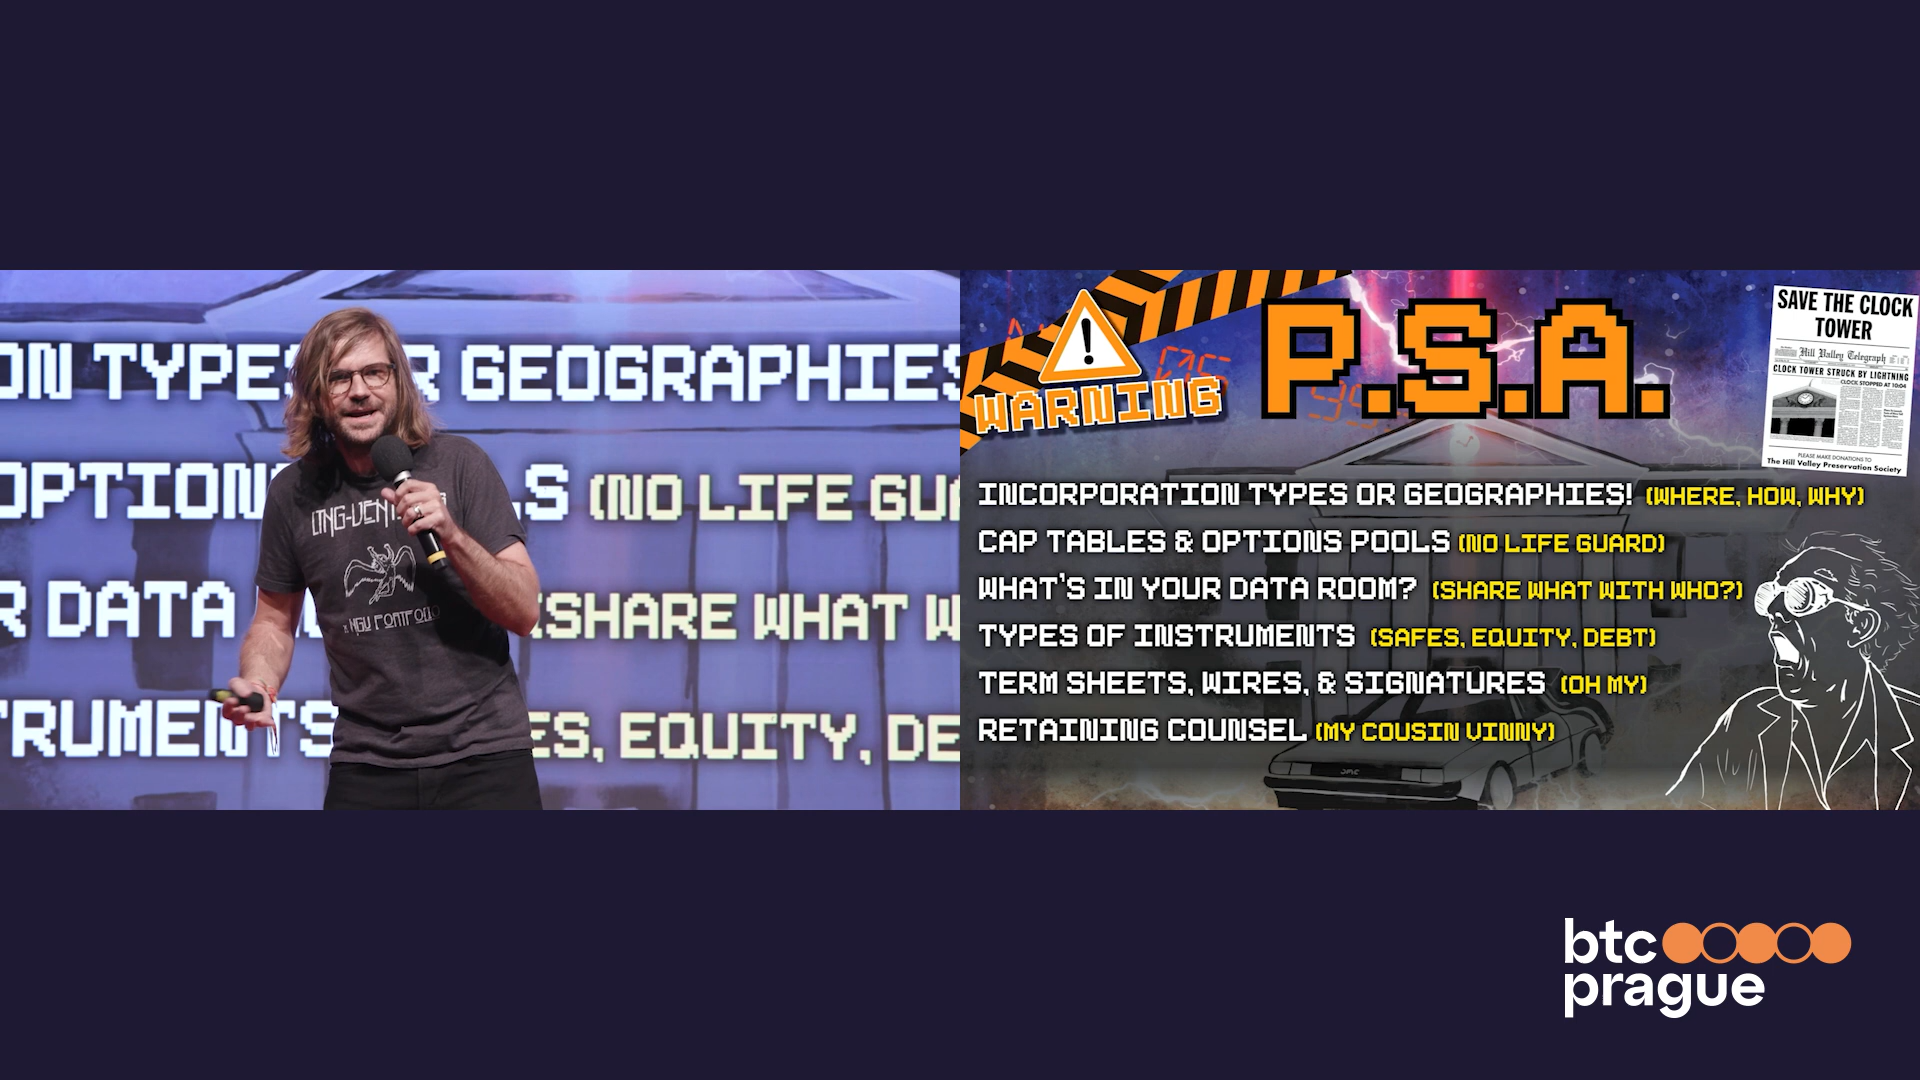 ON TYPES OR GEOGRAPHIES
OPTIONS
LS (NO LIFE GUA
R DATA
(SHARE WHAT W
TRUMENTS
ES, EQUITY, DE
WARNING
P.S.A.
SAVE THE CLOCK
TOWER
Hill Valley Telegraph
CLOCK TOWER STRUCK BY LIGHTNING
CLOCK STOPPED AT 10:04
PLEASE MAKE DONATIONS TO
The Hill Valley Preservation Society
INCORPORATION TYPES OR GEOGRAPHIES! (WHERE, HOW, WHY)
CAP TABLES & OPTIONS POOLS (NO LIFE GUARD)
WHAT'S IN YOUR DATA ROOM? (SHARE WHAT WITH WHO?)
TYPES OF INSTRUMENTS (SAFES, EQUITY, DEBT)
TERM SHEETS, WIRES, & SIGNATURES (OH MY)
RETAINING COUNSEL (MY COUSIN VINNY)
btc
prague